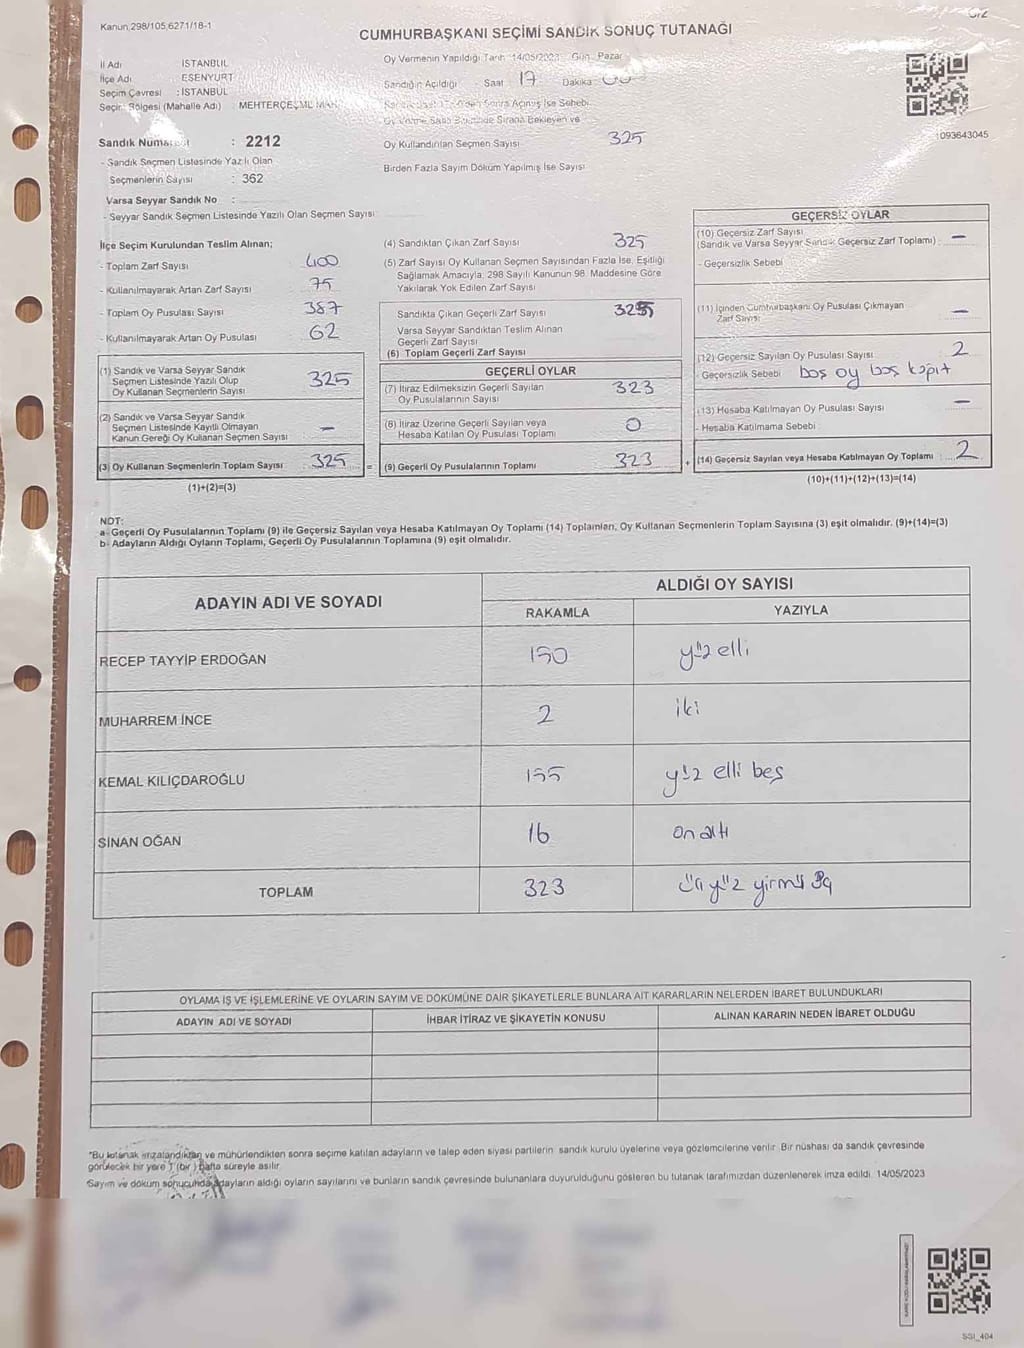 Kanun 298/105,6271/18-1
CUMHURBAŞKANI SEÇİMİ SANDIK SONUÇ TUTANAĞI
İl Adı İSTANBUL
İlçe Adı : ESENYURT
Seçim Çevresi : İSTANBUL
Seçim Bölgesi (Mahalle Adı) : MEHTERÇEŞME MAH.
Sandık Numarası : 2212
- Sandık Seçmen Listesinde Yazılı Olan
Seçmenlerin Sayısı : 362
Varsa Seyyar Sandık No :
- Seyyar Sandık Seçmen Listesinde Yazılı Olan Seçmen Sayısı
Oy Vermenin Yapıldığı Tarih 14/05/2023 Gün Pazar
Sandığın Açıldığı - Saat 17 Dakika 00
Oy Kullandırılan Seçmen Sayısı 325
Birden Fazla Sayım Döküm Yapılmış İse Sayısı
1093643045
İlçe Seçim Kurulundan Teslim Alınan;
- Toplam Zarf Sayısı 400
- Kullanılmayarak Artan Zarf Sayısı 75
- Toplam Oy Pusulası Sayısı 387
- Kullanılmayarak Artan Oy Pusulası 62
(1) Sandık ve Varsa Seyyar Sandık
Seçmen Listesinde Yazılı Olup
Oy Kullanan Seçmenlerin Sayısı 325
(2) Sandık ve Varsa Seyyar Sandık
Seçmen Listesinde Kayıtlı Olmayan
Kanun Gereği Oy Kullanan Seçmen Sayısı –
(3) Oy Kullanan Seçmenlerin Toplam Sayısı 325 =
(1)+(2)=(3)
(4) Sandıktan Çıkan Zarf Sayısı 325
(5) Zarf Sayısı Oy Kullanan Seçmen Sayısından Fazla İse, Eşitliği
Sağlamak Amacıyla, 298 Sayılı Kanunun 98. Maddesine Göre
Yakılarak Yok Edilen Zarf Sayısı
Sandıkta Çıkan Geçerli Zarf Sayısı 325
Varsa Seyyar Sandıktan Teslim Alınan
Geçerli Zarf Sayısı
(6) Toplam Geçerli Zarf Sayısı
GEÇERLİ OYLAR
(7) İtiraz Edilmeksizin Geçerli Sayılan
Oy Pusulalarının Sayısı 323
(8) İtiraz Üzerine Geçerli Sayılan veya
Hesaba Katılan Oy Pusulası Toplamı 0
(9) Geçerli Oy Pusulalarının Toplamı 323 +
GEÇERSİZ OYLAR
(10) Geçersiz Zarf Sayısı
(Sandık ve Varsa Seyyar Sandık Geçersiz Zarf Toplamı) : –
- Geçersizlik Sebebi
(11) İçinden Cumhurbaşkanı Oy Pusulası Çıkmayan
Zarf Sayısı –
(12) Geçersiz Sayılan Oy Pusulası Sayısı 2
- Geçersizlik Sebebi boş oy boş kağıt
(13) Hesaba Katılmayan Oy Pusulası Sayısı –
- Hesaba Katılmama Sebebi
(14) Geçersiz Sayılan veya Hesaba Katılmayan Oy Toplamı 2
(10)+(11)+(12)+(13)=(14)
NOT:
a- Geçerli Oy Pusulalarının Toplamı (9) ile Geçersiz Sayılan veya Hesaba Katılmayan Oy Toplamı (14) Toplamları, Oy Kullanan Seçmenlerin Toplam Sayısına (3) eşit olmalıdır. (9)+(14)=(3)
b- Adayların Aldığı Oyların Toplamı, Geçerli Oy Pusulalarının Toplamına (9) eşit olmalıdır.
ADAYIN ADI VE SOYADI
ALDIĞI OY SAYISI
RAKAMLA YAZIYLA
RECEP TAYYİP ERDOĞAN 150 yüz elli
MUHARREM İNCE 2 iki
KEMAL KILIÇDAROĞLU 155 yüz elli beş
SİNAN OĞAN 16 on altı
TOPLAM 323 üç yüz yirmi üç
OYLAMA İŞ VE İŞLEMLERİNE VE OYLARIN SAYIM VE DÖKÜMÜNE DAİR ŞİKAYETLERLE BUNLARA AİT KARARLARIN NELERDEN İBARET BULUNDUKLARI
ADAYIN ADI VE SOYADI İHBAR İTİRAZ VE ŞİKAYETİN KONUSU ALINAN KARARIN NEDEN İBARET OLDUĞU
*Bu tutanak imzalandıktan ve mühürlendikten sonra seçime katılan adayların ve talep eden siyasi partilerin sandık kurulu üyelerine veya gözlemcilerine verilir. Bir nüshası da sandık çevresinde
görülecek bir yere 1 (bir ) hafta süreyle asılır.
Sayım ve döküm sonucunda adayların aldığı oyların sayılarını ve bunların sandık çevresinde bulunanlara duyurulduğunu gösteren bu tutanak tarafımızdan düzenlenerek imza edildi. 14/05/2023
SSI_404